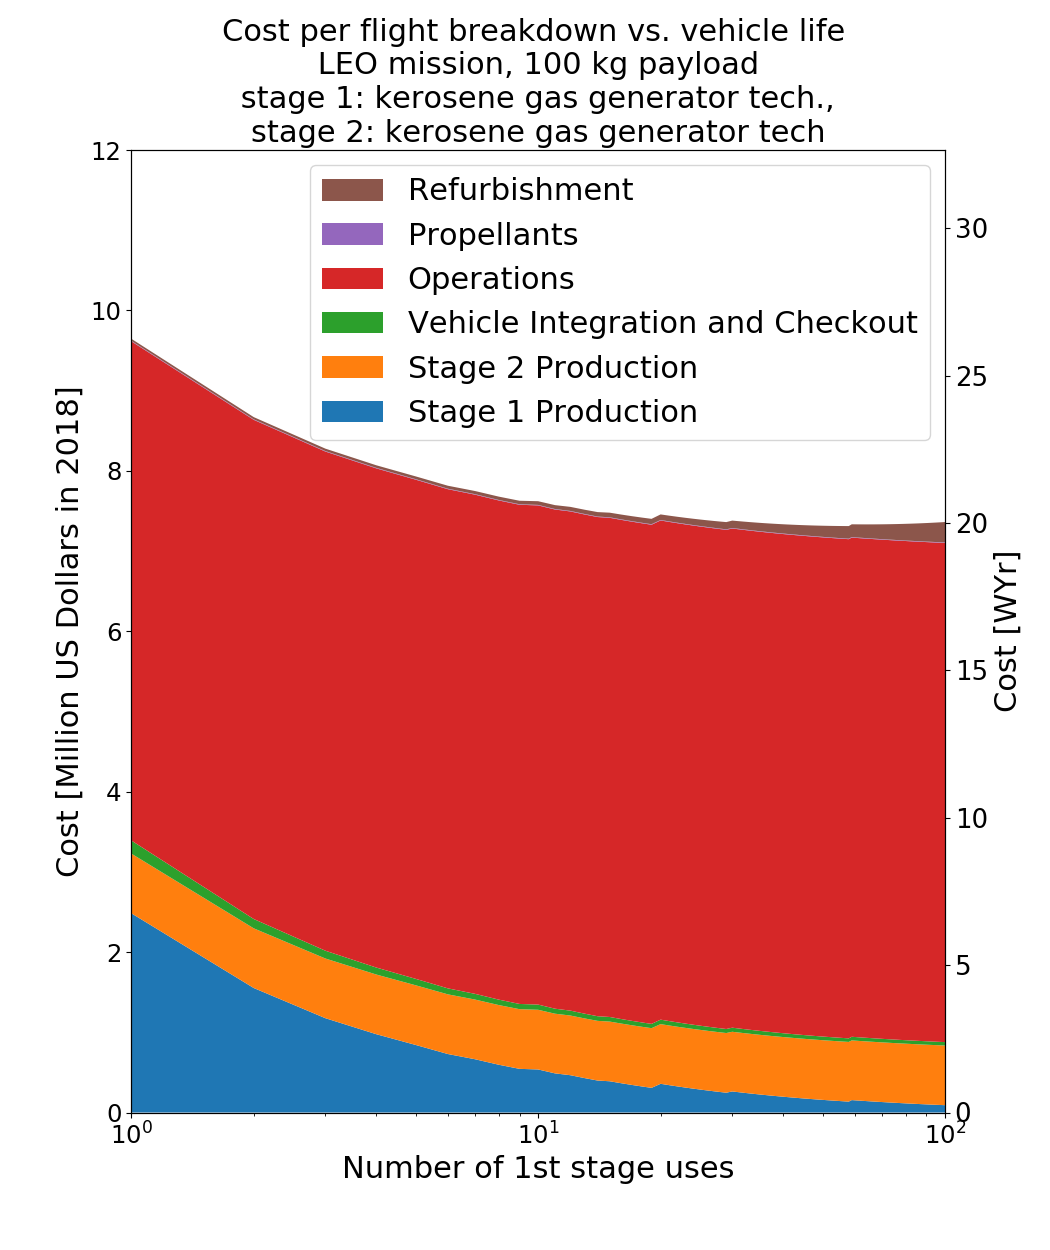 Cost per flight breakdown vs. vehicle life
LEO mission, 100 kg payload
stage 1: kerosene gas generator tech.,
stage 2: kerosene gas generator tech
Refurbishment
Propellants
Operations
Vehicle Integration and Checkout
Stage 2 Production
Stage 1 Production
Cost [Million US Dollars in 2018]
12
10
8
6
4
2
0
30
25
20
15
10
5
0
Cost [WYr]
10⁰ 10¹ 10²
Number of 1st stage uses